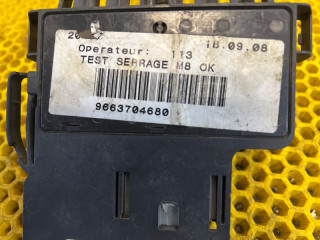 18.09.08
Operateur: 113
TEST SERRAGE M8 OK
9663704680